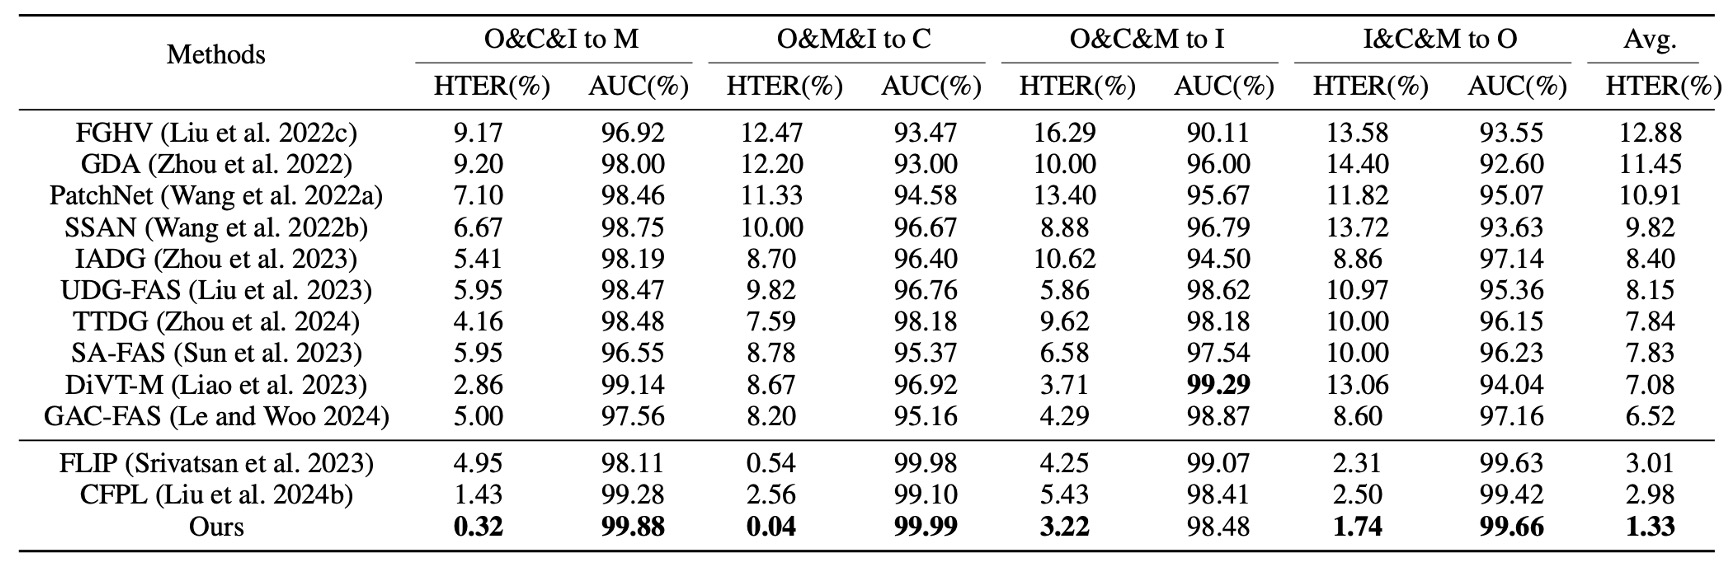 Methods O&C&I to M O&M&I to C O&C&M to I I&C&M to O Avg.
HTER(%) AUC(%) HTER(%) AUC(%) HTER(%) AUC(%) HTER(%) AUC(%) HTER(%)
FGHV (Liu et al. 2022c) 9.17 96.92 12.47 93.47 16.29 90.11 13.58 93.55 12.88
GDA (Zhou et al. 2022) 9.20 98.00 12.20 93.00 10.00 96.00 14.40 92.60 11.45
PatchNet (Wang et al. 2022a) 7.10 98.46 11.33 94.58 13.40 95.67 11.82 95.07 10.91
SSAN (Wang et al. 2022b) 6.67 98.75 10.00 96.67 8.88 96.79 13.72 93.63 9.82
IADG (Zhou et al. 2023) 5.41 98.19 8.70 96.40 10.62 94.50 8.86 97.14 8.40
UDG-FAS (Liu et al. 2023) 5.95 98.47 9.82 96.76 5.86 98.62 10.97 95.36 8.15
TTDG (Zhou et al. 2024) 4.16 98.48 7.59 98.18 9.62 98.18 10.00 96.15 7.84
SA-FAS (Sun et al. 2023) 5.95 96.55 8.78 95.37 6.58 97.54 10.00 96.23 7.83
DiVT-M (Liao et al. 2023) 2.86 99.14 8.67 96.92 3.71 99.29 13.06 94.04 7.08
GAC-FAS (Le and Woo 2024) 5.00 97.56 8.20 95.16 4.29 98.87 8.60 97.16 6.52
FLIP (Srivatsan et al. 2023) 4.95 98.11 0.54 99.98 4.25 99.07 2.31 99.63 3.01
CFPL (Liu et al. 2024b) 1.43 99.28 2.56 99.10 5.43 98.41 2.50 99.42 2.98
Ours 0.32 99.88 0.04 99.99 3.22 98.48 1.74 99.66 1.33